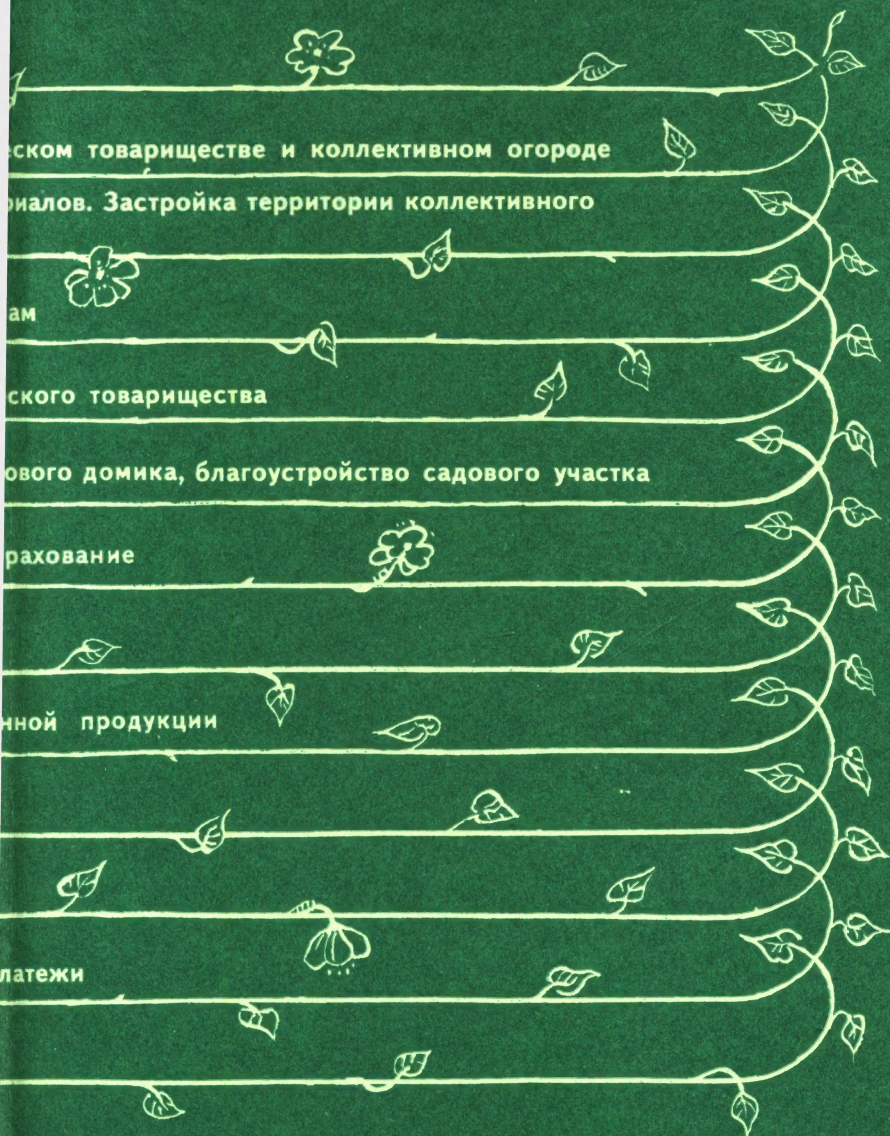 еском товариществе и коллективном огороде
риалов. Застройка территории коллективного
ам
ского товарищества
ового домика, благоустройство садового участка
рахование
нной продукции
латежи